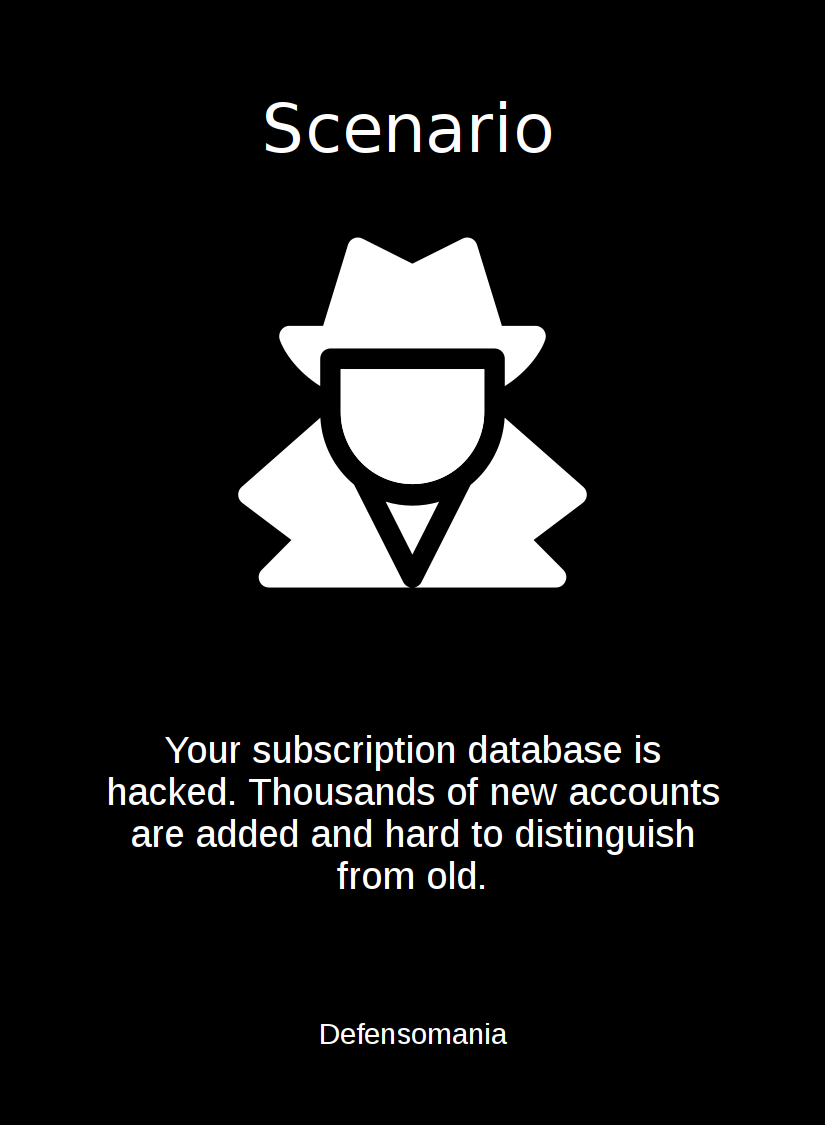 Scenario
Your subscription database is
hacked. Thousands of new accounts
are added and hard to distinguish
from old.
Defensomania